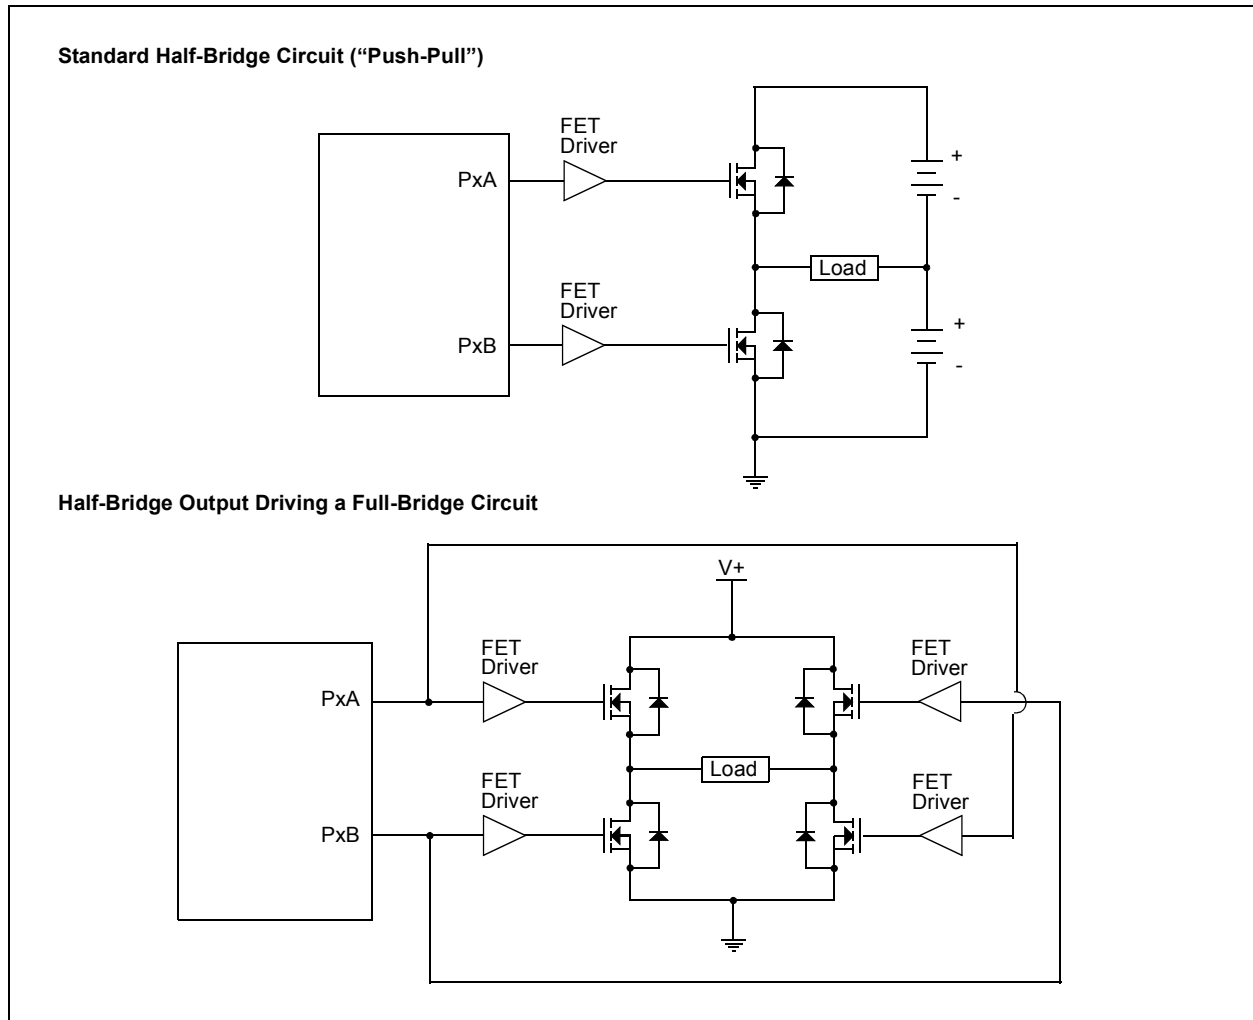 Standard Half-Bridge Circuit (“Push-Pull”)
FET
Driver
PxA
+
-
Load
FET
Driver
PxB
+
-
Half-Bridge Output Driving a Full-Bridge Circuit
V+
FET
Driver
FET
Driver
PxA
Load
FET
Driver
FET
Driver
PxB